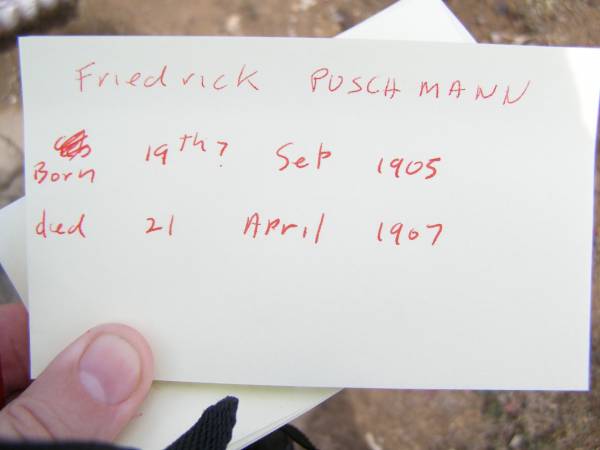 Friedrick PUSCHMANN
Born 19th? Sep 1905
died 21 April 1907